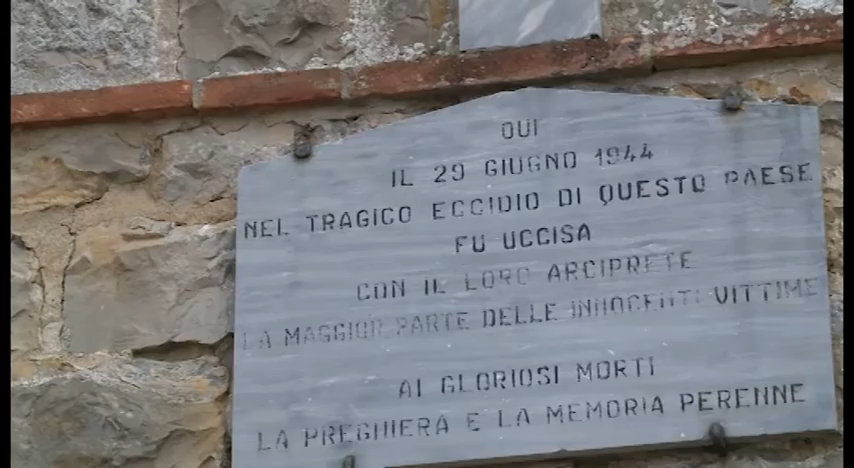 QUI
IL 29 GIUGNO 1944
NEL TRAGICO ECCIDIO DI QUESTO PAESE
FU UCCISA
CON IL LORO ARCIPRETE
LA MAGGIOR PARTE DELLE INNOCENTI VITTIME
AI GLORIOSI MORTI
LA PREGHIERA E LA MEMORIA PERENNE